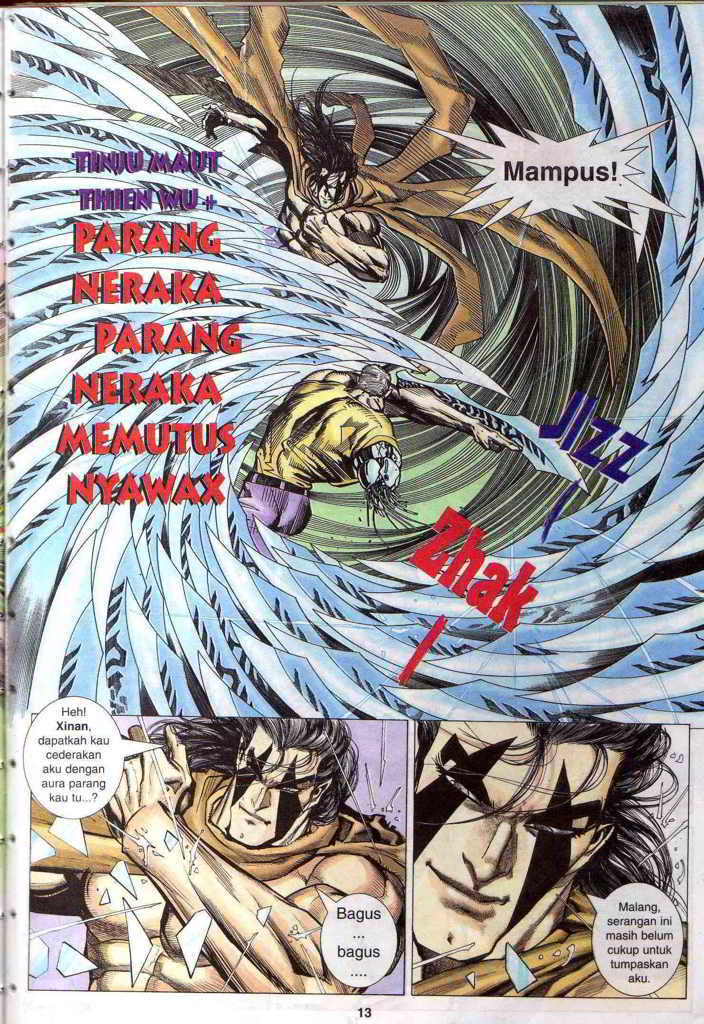 TINJU MAUT
THIEN WU +
PARANG
NERAKA
PARANG
NERAKA
MEMUTUS
NYAWAX
Mampus!
JIZZ
Zhak
Heh!
Xinan,
dapatkah kau
cederakan
aku dengan
aura parang
kau tu...?
Bagus
...
bagus
....
Malang,
serangan ini
masih belum
cukup untuk
tumpaskan
aku.
13